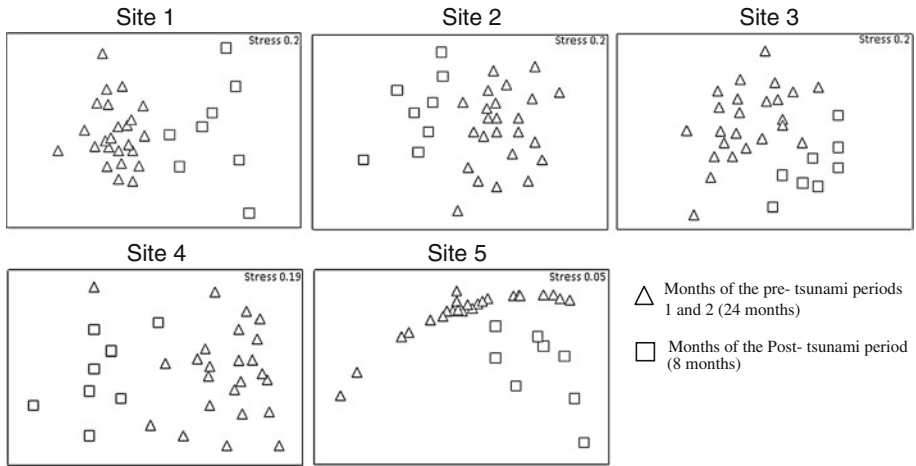 Site 1
Site 2
Site 3
Stress 0.2
Stress 0.2
Stress 0.2
Site 4
Site 5
Stress 0.19
Stress 0.05
Months of the pre- tsunami periods
1 and 2 (24 months)
Months of the Post- tsunami period
(8 months)